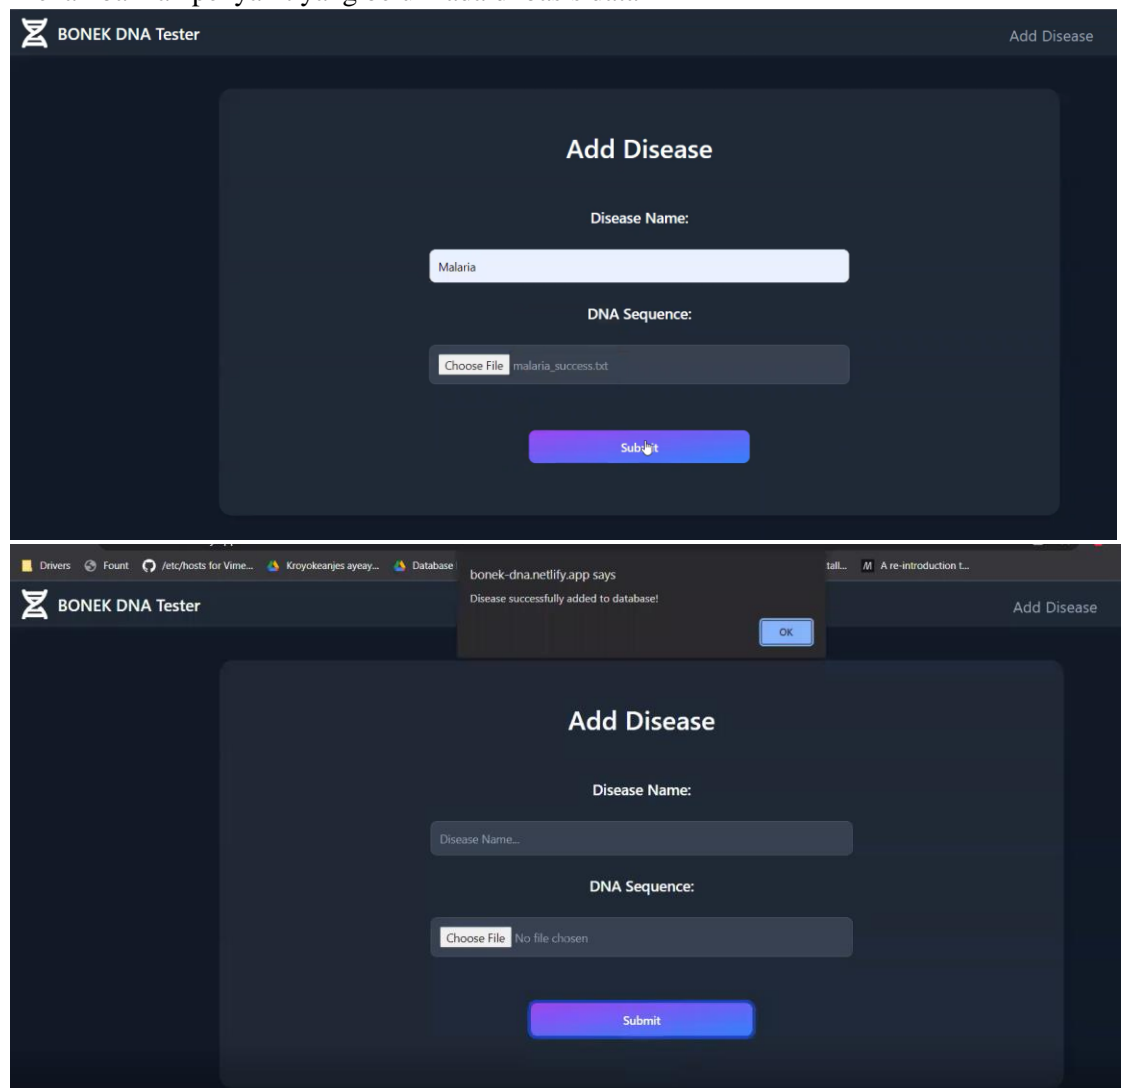 BONEK DNA Tester
Add Disease
Add Disease
Disease Name:
Malaria
DNA Sequence:
Choose File malaria_success.txt
Submit
Drivers Fount /etc/hosts for Vime... Kroyokeanjes ayeay... Database tall... A re-introduction t...
bonek-dna.netlify.app says
Disease successfully added to database!
OK
BONEK DNA Tester
Add Disease
Add Disease
Disease Name:
Disease Name...
DNA Sequence:
Choose File No file chosen
Submit